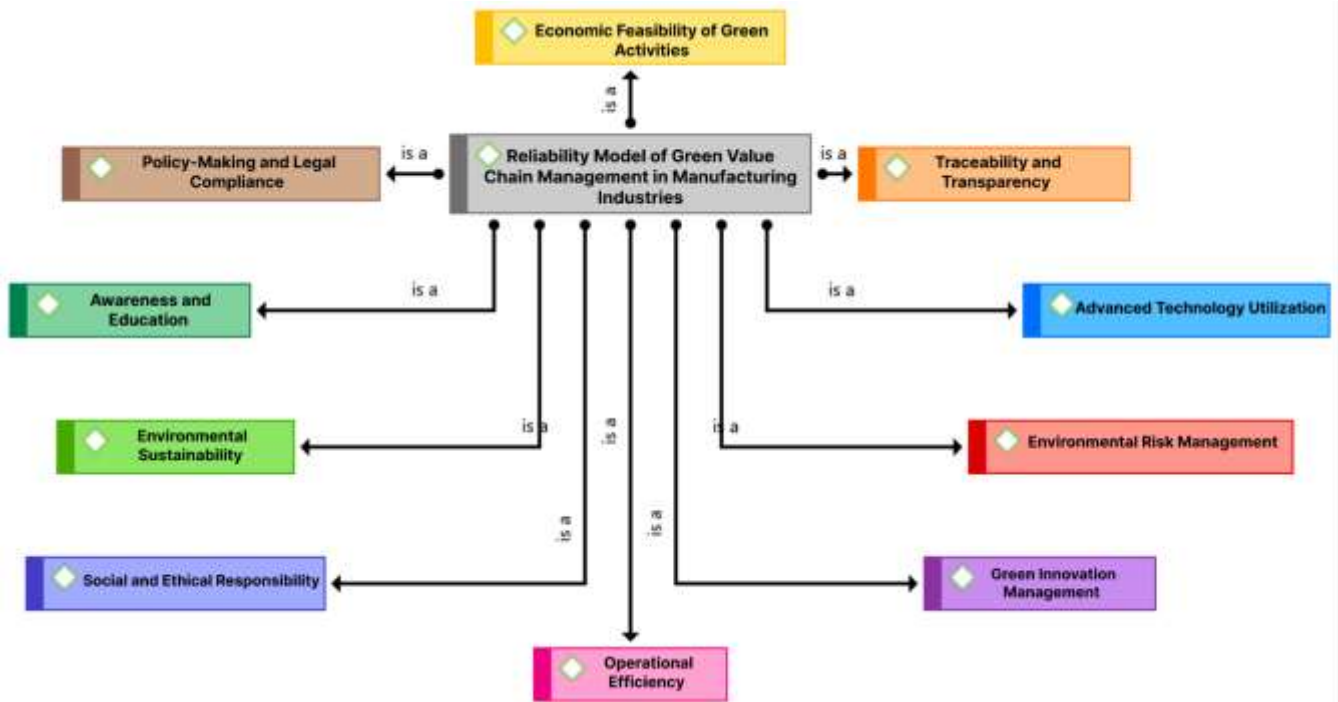 Economic Feasibility of Green
Activities
is a
Policy-Making and Legal
Compliance
is a
Reliability Model of Green Value
Chain Management in Manufacturing
Industries
is a
Traceability and
Transparency
Awareness and
Education
is a
is a
Advanced Technology Utilization
Environmental
Sustainability
is a
is a
is a
Environmental Risk Management
is a
is a
Social and Ethical Responsibility
Green Innovation
Management
Operational
Efficiency